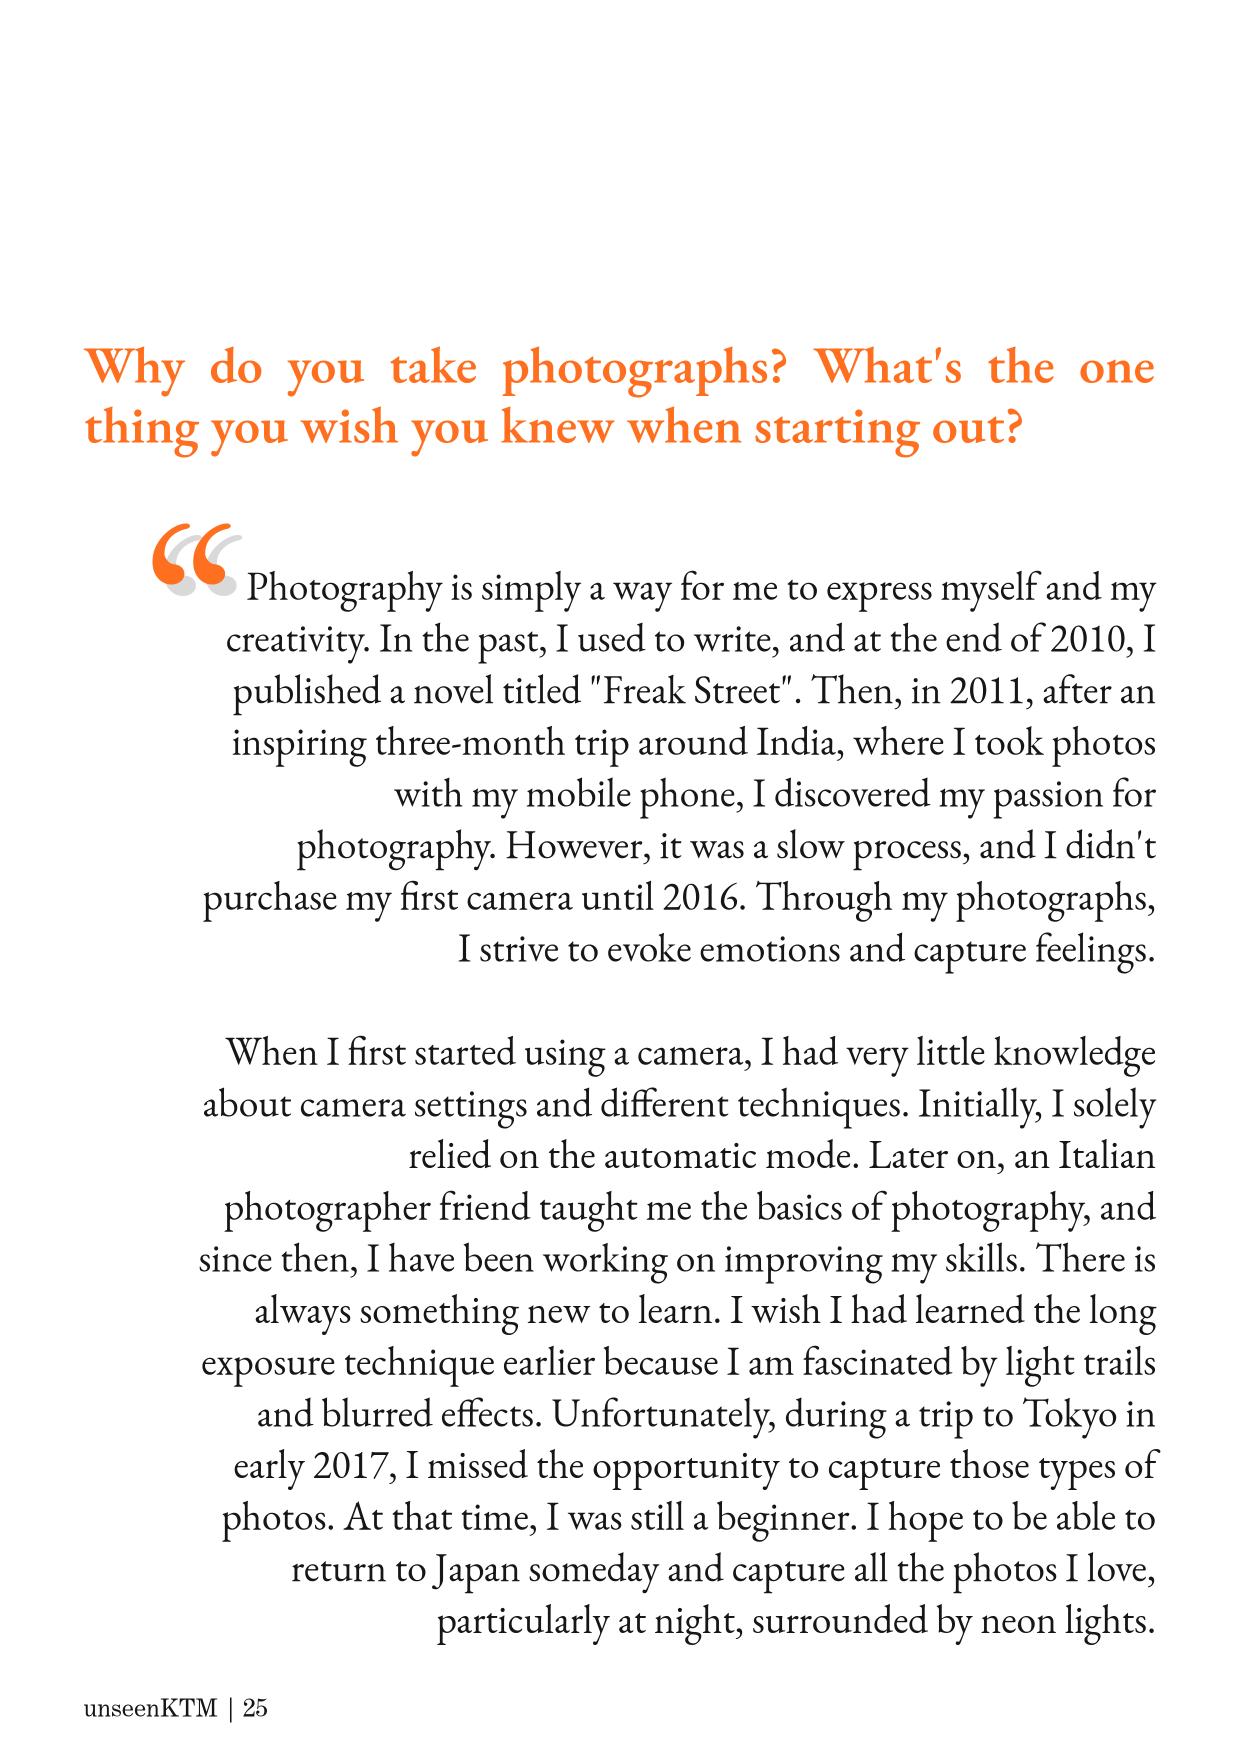 Why do you take photographs? What's the one
thing you wish you knew when starting out?
“ Photography is simply a way for me to express myself and my
creativity. In the past, I used to write, and at the end of 2010, I
published a novel titled "Freak Street". Then, in 2011, after an
inspiring three-month trip around India, where I took photos
with my mobile phone, I discovered my passion for
photography. However, it was a slow process, and I didn't
purchase my first camera until 2016. Through my photographs,
I strive to evoke emotions and capture feelings.
When I first started using a camera, I had very little knowledge
about camera settings and different techniques. Initially, I solely
relied on the automatic mode. Later on, an Italian
photographer friend taught me the basics of photography, and
since then, I have been working on improving my skills. There is
always something new to learn. I wish I had learned the long
exposure technique earlier because I am fascinated by light trails
and blurred effects. Unfortunately, during a trip to Tokyo in
early 2017, I missed the opportunity to capture those types of
photos. At that time, I was still a beginner. I hope to be able to
return to Japan someday and capture all the photos I love,
particularly at night, surrounded by neon lights.
unseenKTM | 25